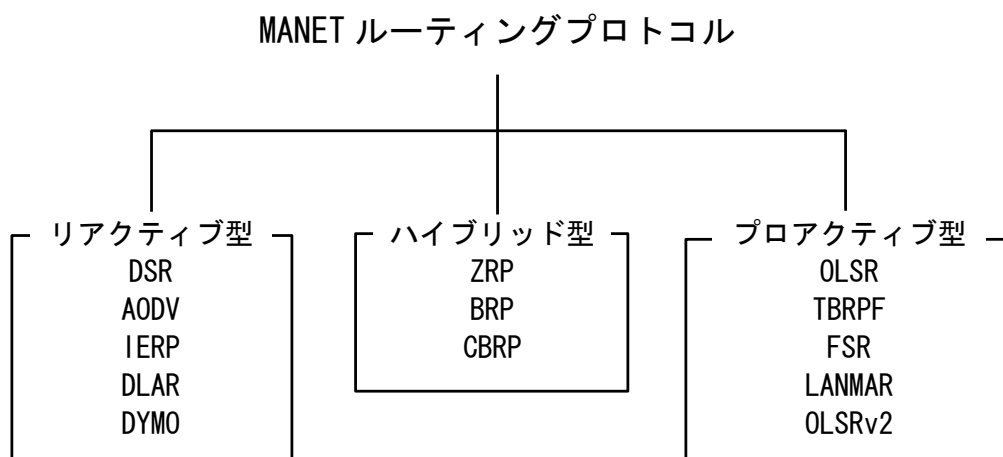 MANET ルーティングプロトコル
リアクティブ型
DSR
AODV
IERP
DLAR
DYMO
ハイブリッド型
ZRP
BRP
CBRP
プロアクティブ型
OLSR
TBRPF
FSR
LANMAR
OLSRv2